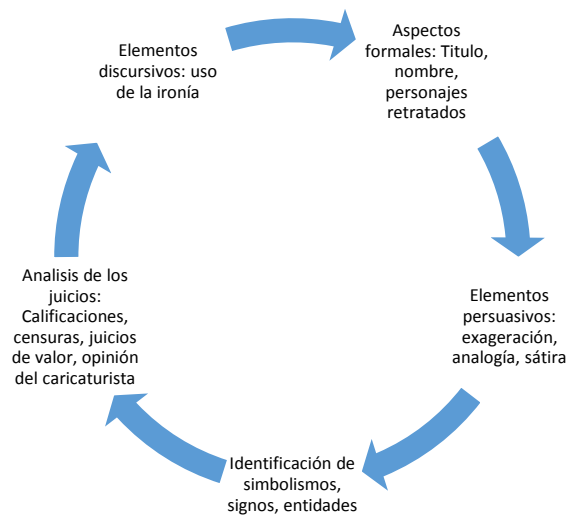 Elementos
discursivos: uso
de la ironía
Aspectos
formales: Titulo,
nombre,
personajes
retratados
Elementos
persuasivos:
exageración,
analogía, sátira
Identificación de
simbolismos,
signos, entidades
Analisis de los
juicios:
Calificaciones,
censuras, juicios
de valor, opinión
del caricaturista